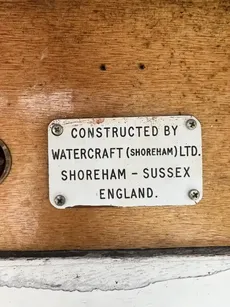 CONSTRUCTED BY
WATERCRAFT (SHOREHAM) LTD.
SHOREHAM – SUSSEX
ENGLAND.